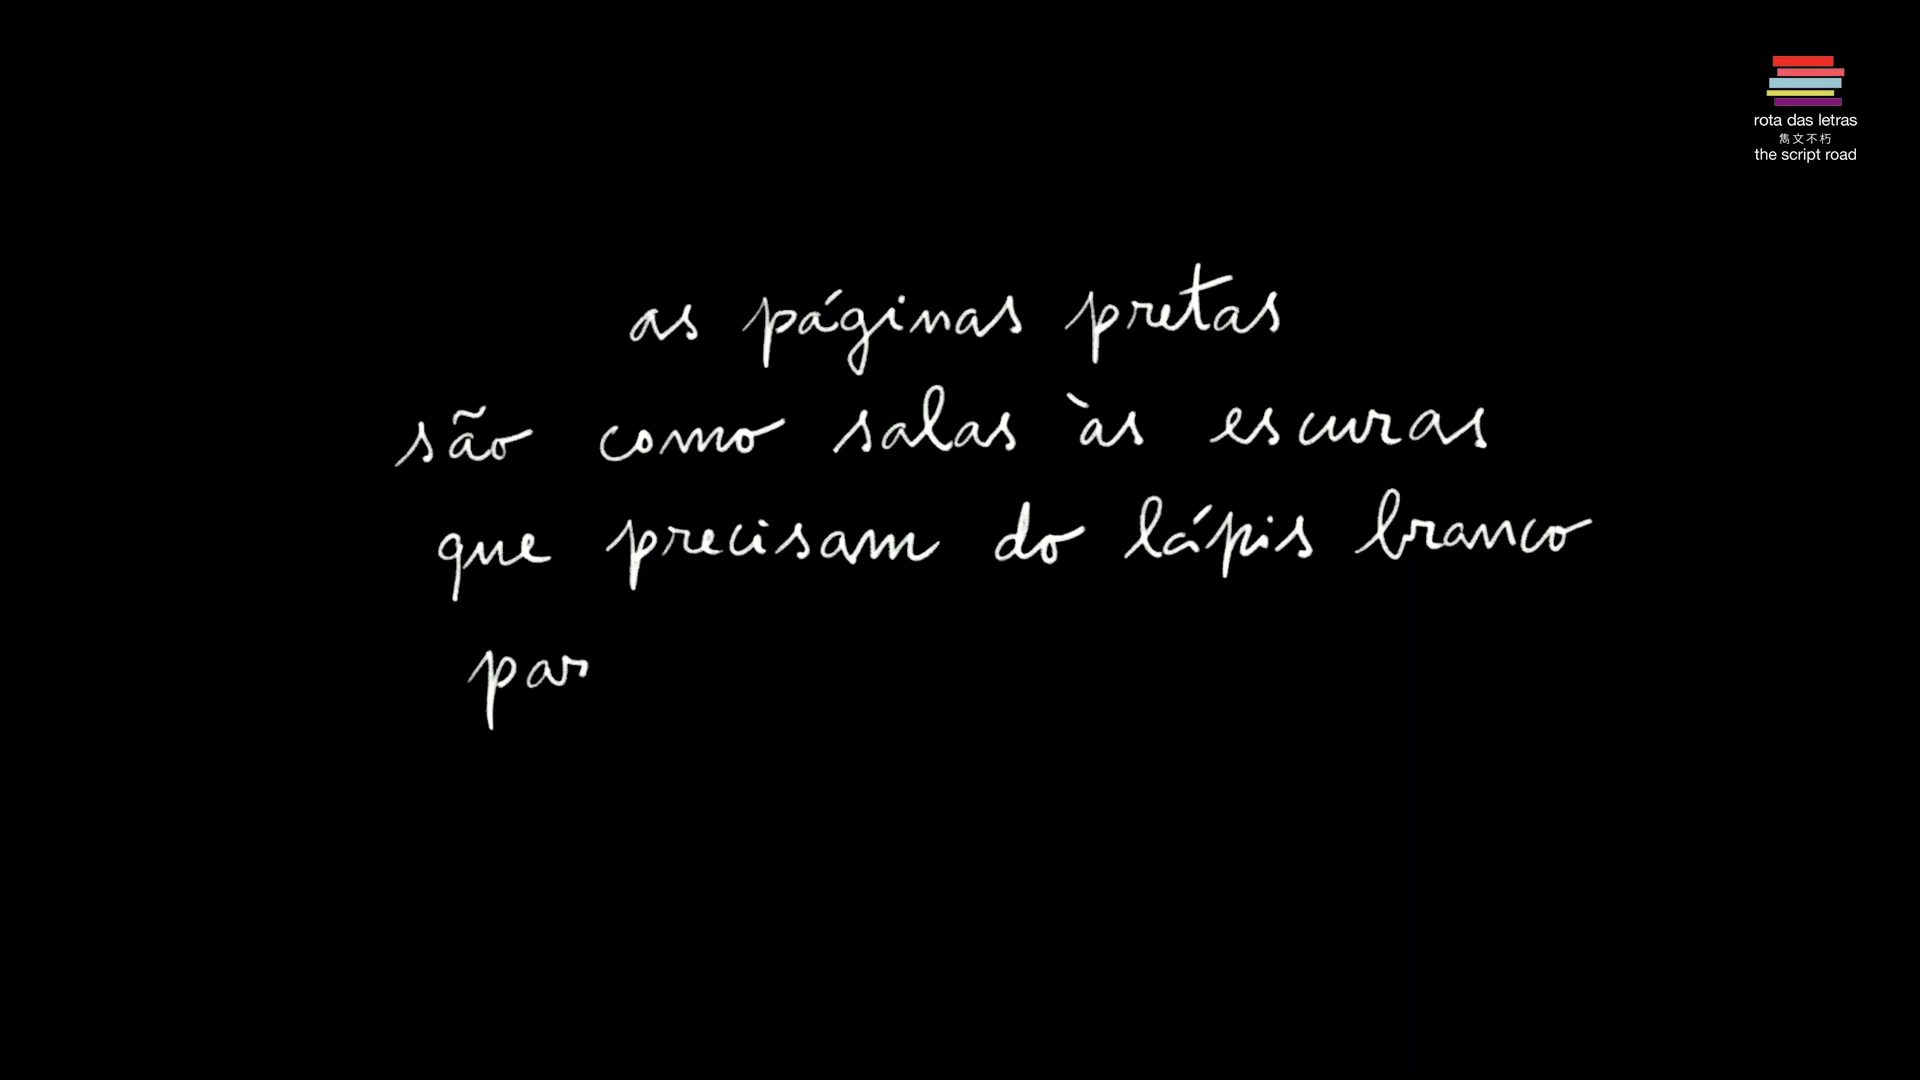 rota das letras
雋文不朽
the script road
as páginas pretas
são como salas às escuras
que precisam do lápis branco
par